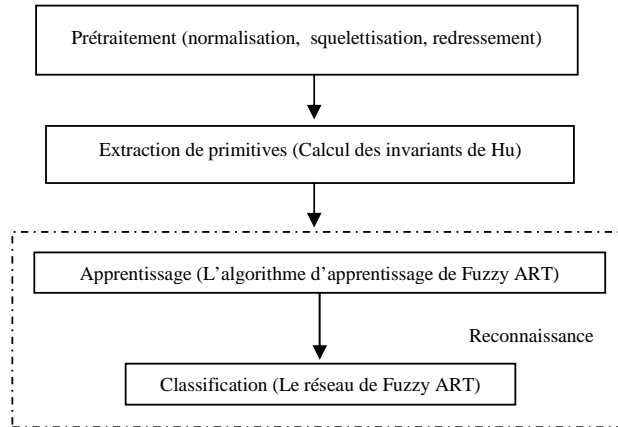 Prétraitement (normalisation, squelettisation, redressement)
Extraction de primitives (Calcul des invariants de Hu)
Apprentissage (L’algorithme d’apprentissage de Fuzzy ART)
Reconnaissance
Classification (Le réseau de Fuzzy ART)